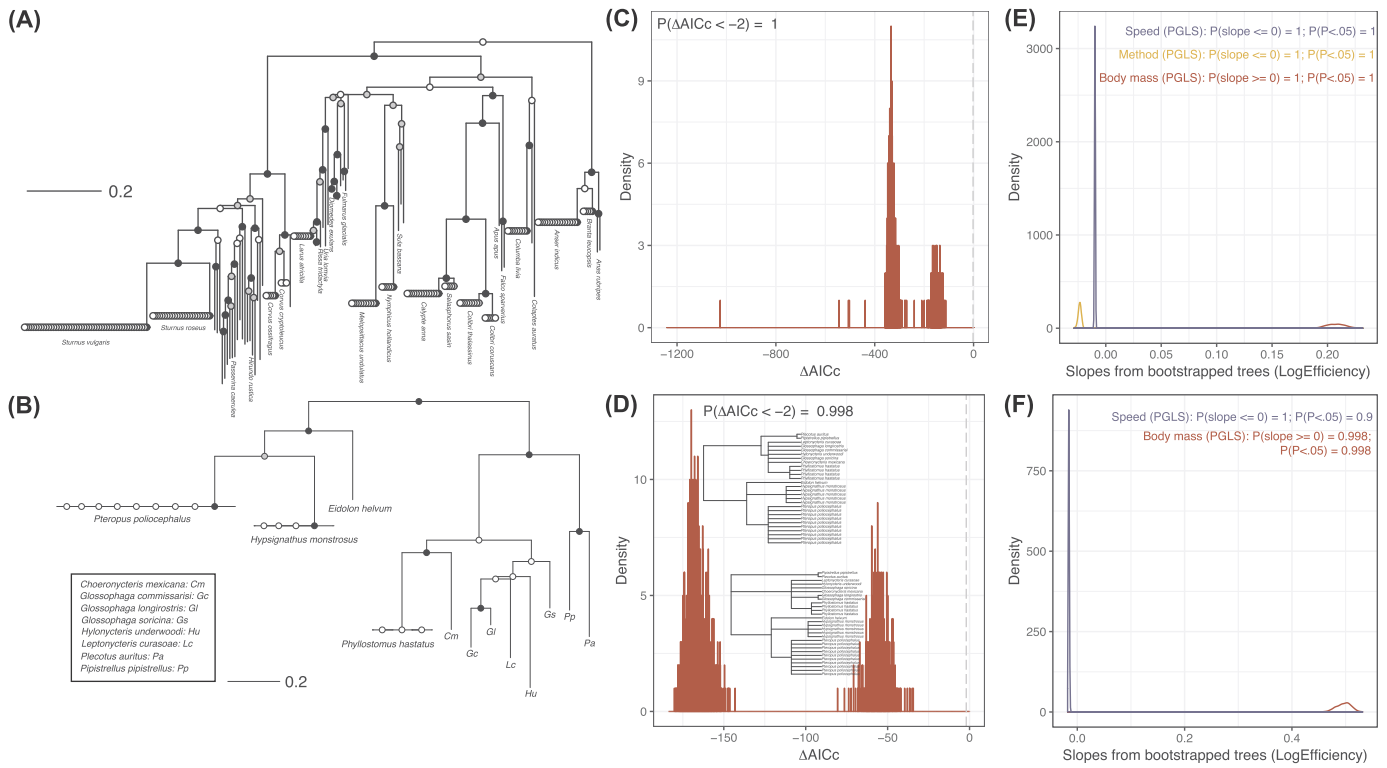 (A)
0.2
Sturnus vulgaris
Sturnus roseus
Passerina caerulea
Hirundo rustica
Corvus ossifragus
Corvus cryptoleucus
Larus atricilla
Rissa tridactyla
Uria lomvia
Diomedea exulans
Fulmarus glacialis
Melopsittacus undulatus
Nymphicus hollandicus
Sula bassana
Calypte anna
Selasphorus sasin
Colibri thalassinus
Colibri coruscans
Apus apus
Falco sparverius
Columba livia
Colaptes auratus
Anser indicus
Branta leucopsis
Anas rubripes
(B)
Pteropus poliocephalus
Hypsignathus monstrosus
Eidolon helvum
Phyllostomus hastatus
Cm
Gc
Gl
Lc
Hu
Gs
Pp
Pa
Choeronycteris mexicana: Cm
Glossophaga commissarisi: Gc
Glossophaga longirostris: Gl
Glossophaga soricina: Gs
Hylonycteris underwoodi: Hu
Leptonycteris curasoae: Lc
Plecotus auritus: Pa
Pipistrellus pipistrellus: Pp
0.2
(C)
P(ΔAICc < −2) = 1
Density
9
6
3
0
−1200
−800
−400
0
ΔAICc
(D)
P(ΔAICc < −2) = 0.998
Density
10
5
0
−150
−100
−50
0
ΔAICc
(E)
Speed (PGLS): P(slope <= 0) = 1; P(P<.05) = 1
Method (PGLS): P(slope <= 0) = 1; P(P<.05) = 1
Body mass (PGLS): P(slope >= 0) = 1; P(P<.05) = 1
Density
3000
2000
1000
0
0.00
0.05
0.10
0.15
0.20
Slopes from bootstrapped trees (LogEfficiency)
(F)
Speed (PGLS): P(slope <= 0) = 1; P(P<.05) = 0.9
Body mass (PGLS): P(slope >= 0) = 0.998;
P(P<.05) = 0.998
Density
750
500
250
0
0.0
0.2
0.4
Slopes from bootstrapped trees (LogEfficiency)